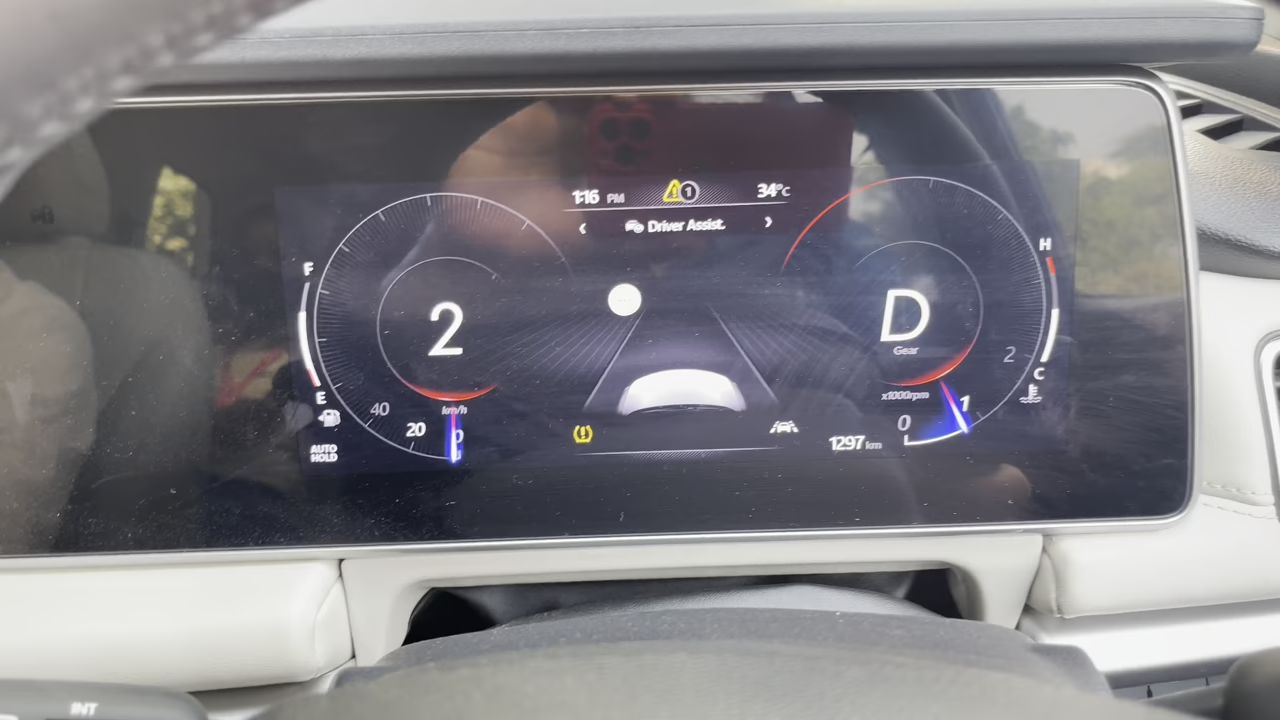 1:16 PM
1
34°C
‹ Driver Assist. ›
F
H
2
D
Gear
2
C
E
x1000rpm
40
km/h
1
20
0
0
1297 km
AUTO
HOLD
INT